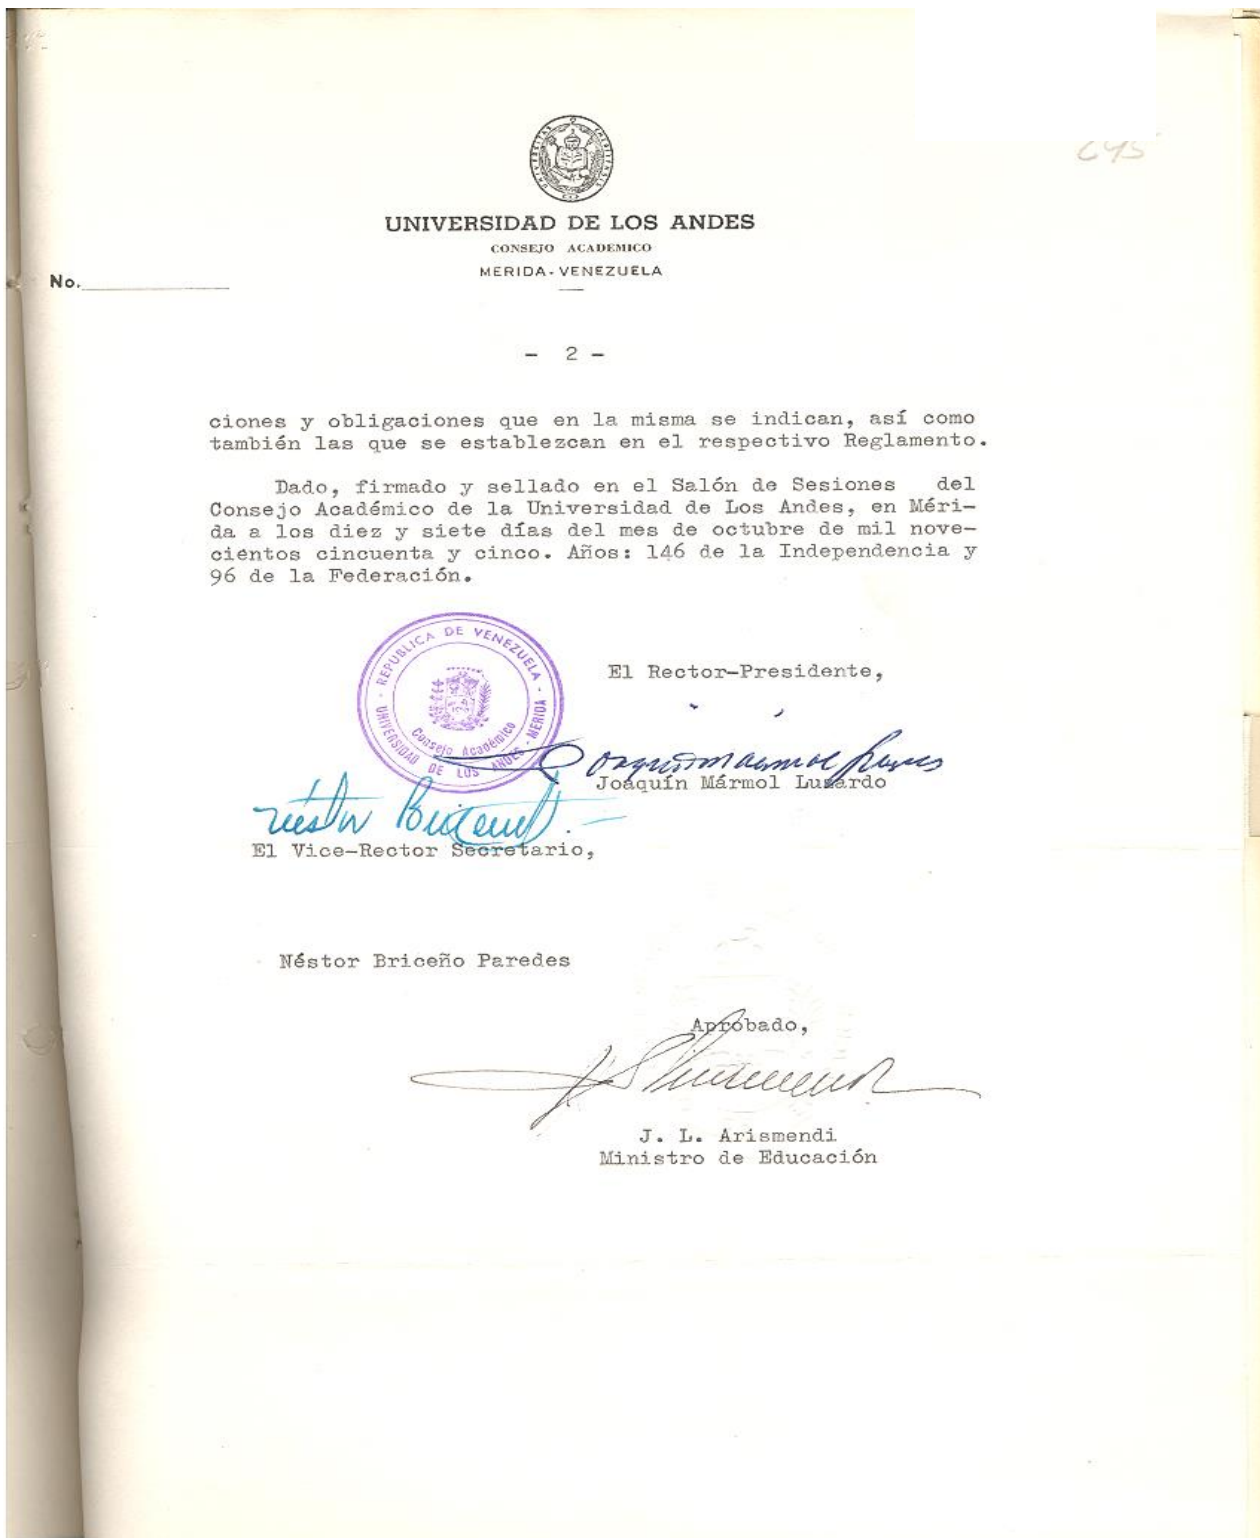 645
UNIVERSITAS EMERITENSIS
UNIVERSIDAD DE LOS ANDES
CONSEJO ACADEMICO
MERIDA-VENEZUELA
No.
- 2 -
ciones y obligaciones que en la misma se indican, así como
también las que se establezcan en el respectivo Reglamento.
Dado, firmado y sellado en el Salón de Sesiones del
Consejo Académico de la Universidad de Los Andes, en Méri-
da a los diez y siete días del mes de octubre de mil nove-
cientos cincuenta y cinco. Años: 146 de la Independencia y
96 de la Federación.
REPUBLICA DE VENEZUELA
UNIVERSIDAD DE LOS ANDES - MERIDA
Consejo Académico
El Rector-Presidente,
Joaquín Mármol Luzardo
Néstor Briceño
El Vice-Rector Secretario,
Néstor Briceño Paredes
Aprobado,
J. L. Arismendi
Ministro de Educación